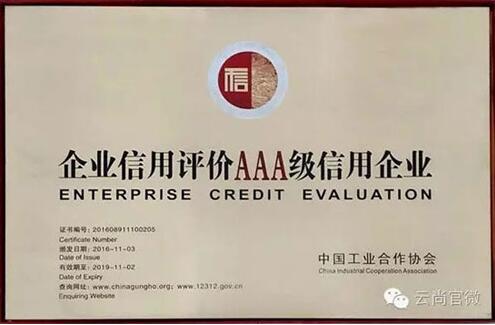 信
企业信用评价AAA级信用企业
ENTERPRISE CREDIT EVALUATION
证书编号：201608911100205
Certificate Number
颁发日期：2016-11-03
Date of Issue
有效期至：2019-11-02
Date of Expiry
查询网址：www.chinagungho.org；www.12312.gov.cn
Enquiring Website
中国工业合作协会
China Industrial Cooperation Association
云尚官微